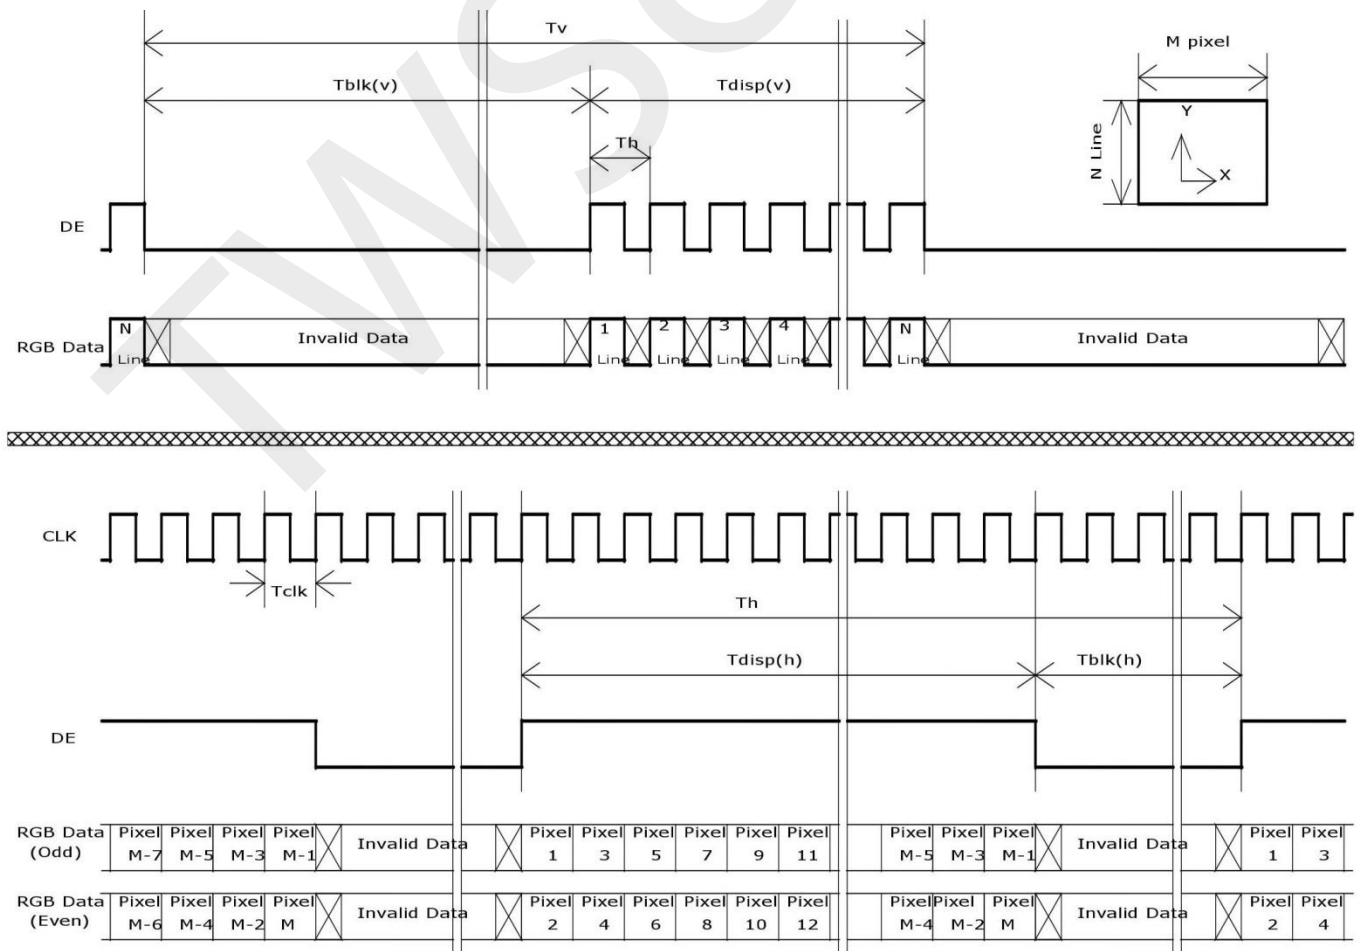 Tv
M pixel
Tblk(v) Tdisp(v)
Y
Th
N Line
X
DE
N 1 2 3 4 N
RGB Data Invalid Data Invalid Data
Line Line Line Line Line Line
CLK
Tclk
Th
Tdisp(h) Tblk(h)
DE
RGB Data Pixel Pixel Pixel Pixel Invalid Data Pixel Pixel Pixel Pixel Pixel Pixel Pixel Pixel Pixel Invalid Data Pixel Pixel
(Odd) M-7 M-5 M-3 M-1 1 3 5 7 9 11 M-5 M-3 M-1 1 3
RGB Data Pixel Pixel Pixel Pixel Invalid Data Pixel Pixel Pixel Pixel Pixel Pixel Pixel Pixel Pixel Invalid Data Pixel Pixel
(Even) M-6 M-4 M-2 M 2 4 6 8 10 12 M-4 M-2 M 2 4